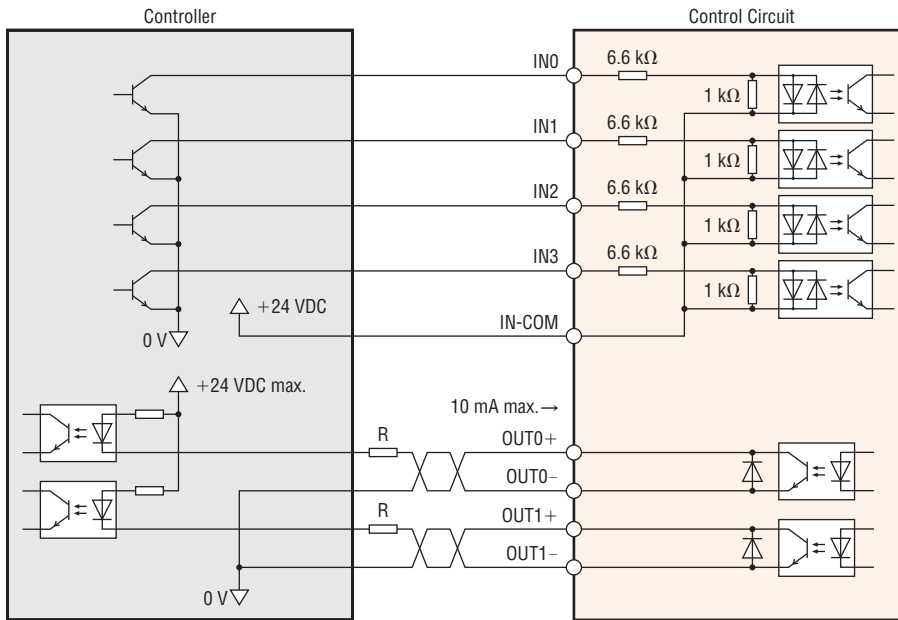 Controller
Control Circuit
IN0
6.6 kΩ
1 kΩ
IN1
6.6 kΩ
1 kΩ
IN2
6.6 kΩ
1 kΩ
IN3
6.6 kΩ
1 kΩ
+24 VDC
0 V
IN-COM
+24 VDC max.
10 mA max.→
R
OUT0+
OUT0−
R
OUT1+
OUT1−
0 V